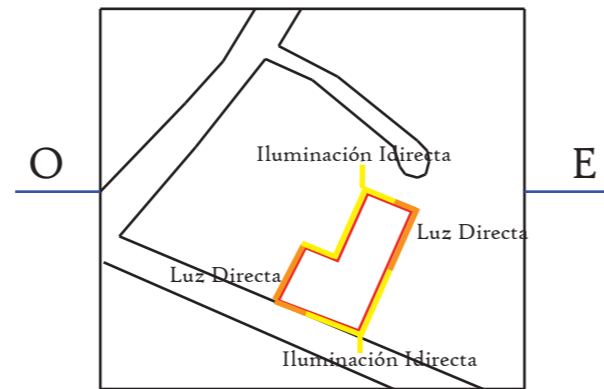 Iluminación Idirecta
O
E
Luz Directa
Luz Directa
Iluminación Idirecta